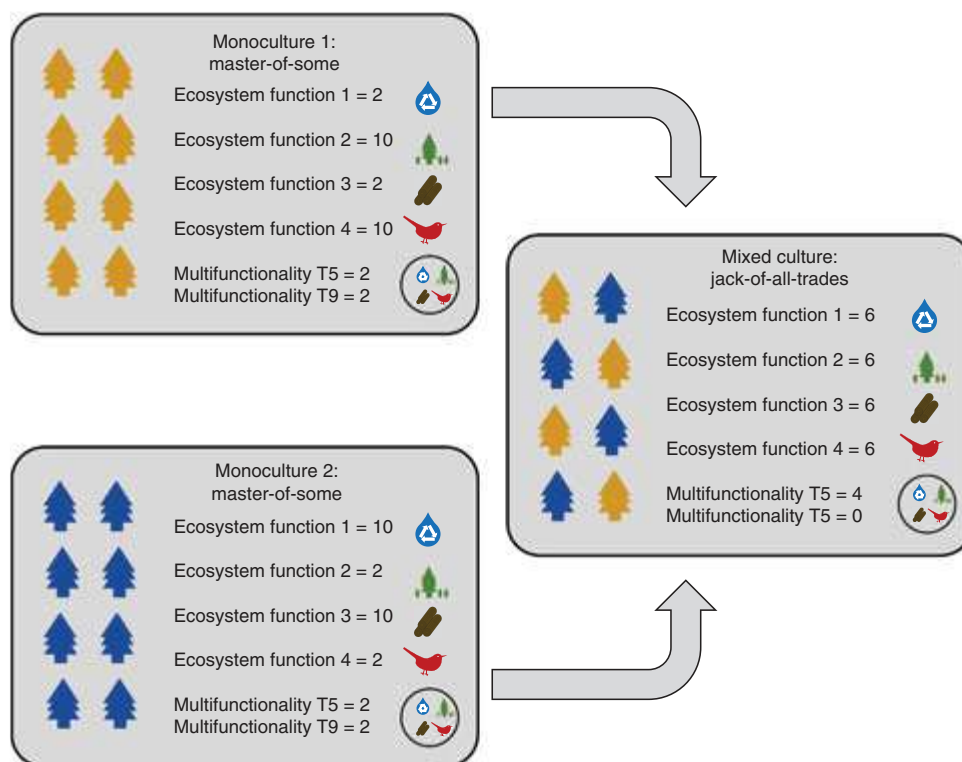 Monoculture 1:
master-of-some
Ecosystem function 1 = 2
Ecosystem function 2 = 10
Ecosystem function 3 = 2
Ecosystem function 4 = 10
Multifunctionality T5 = 2
Multifunctionality T9 = 2
Mixed culture:
jack-of-all-trades
Ecosystem function 1 = 6
Ecosystem function 2 = 6
Ecosystem function 3 = 6
Ecosystem function 4 = 6
Multifunctionality T5 = 4
Multifunctionality T5 = 0
Monoculture 2:
master-of-some
Ecosystem function 1 = 10
Ecosystem function 2 = 2
Ecosystem function 3 = 10
Ecosystem function 4 = 2
Multifunctionality T5 = 2
Multifunctionality T9 = 2